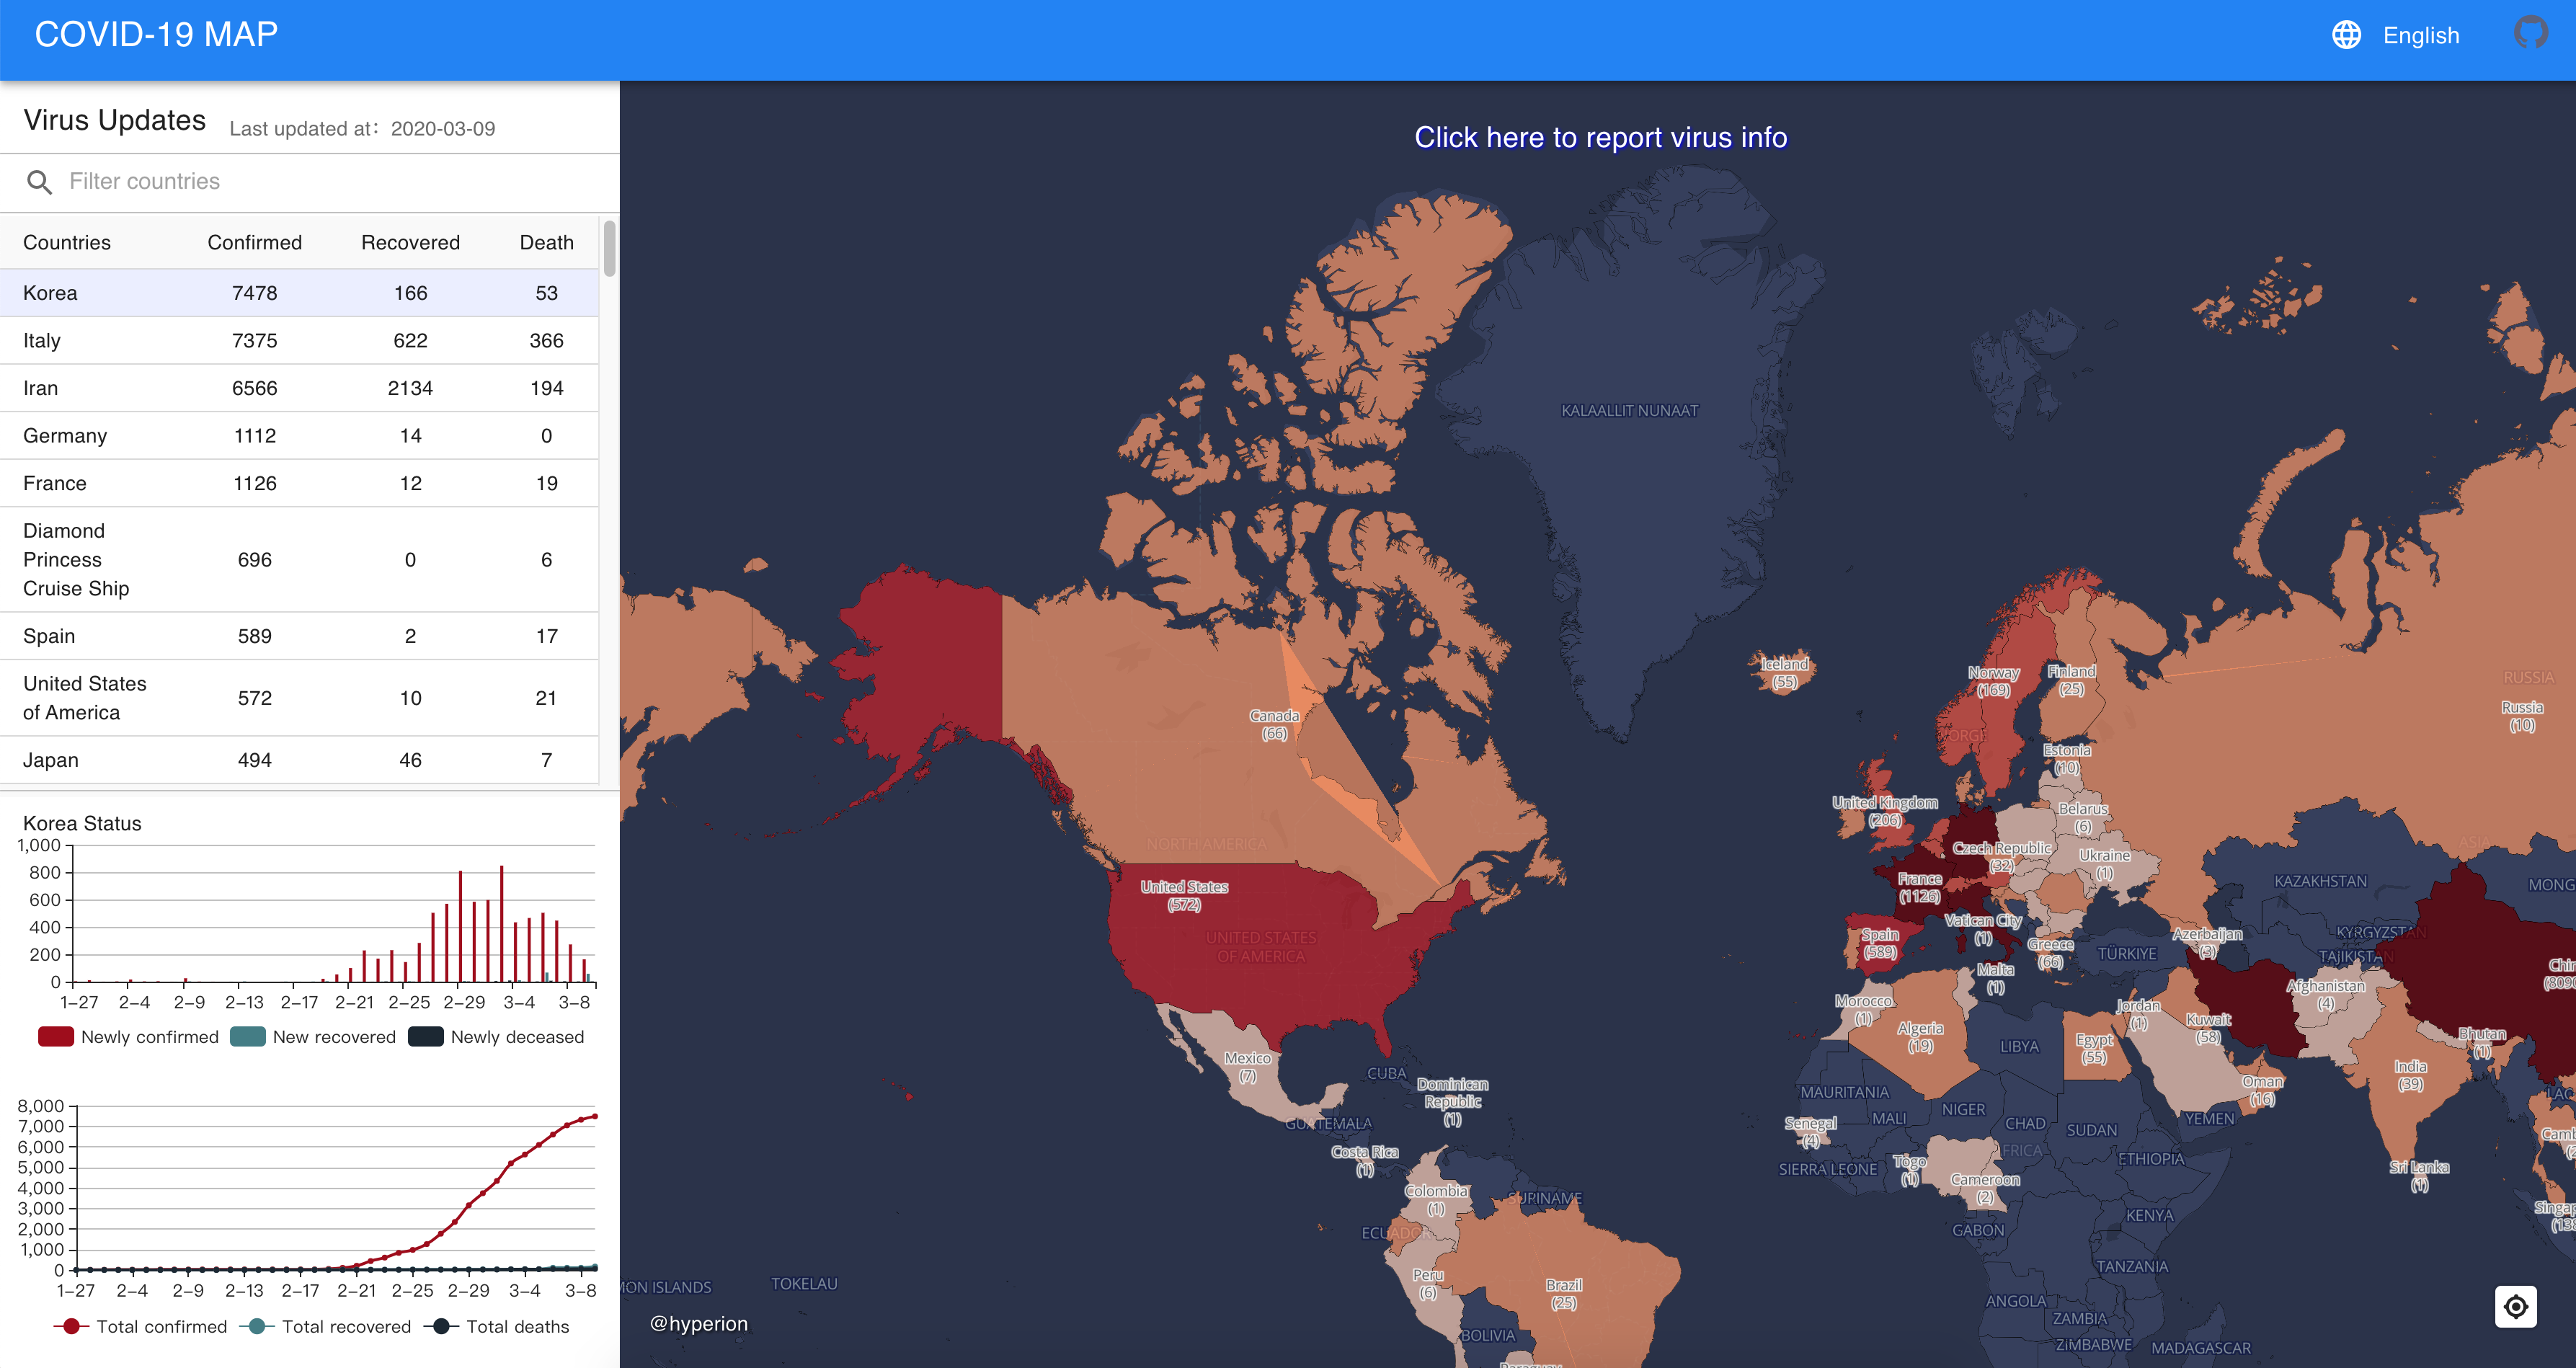 COVID-19 MAP
English
Virus Updates Last updated at: 2020-03-09
Filter countries
Countries Confirmed Recovered Death
Korea 7478 166 53
Italy 7375 622 366
Iran 6566 2134 194
Germany 1112 14 0
France 1126 12 19
Diamond
Princess
Cruise Ship
696 0 6
Spain 589 2 17
United States
of America
572 10 21
Japan 494 46 7
Korea Status
1,000
800
600
400
200
0
1-27 2-4 2-9 2-13 2-17 2-21 2-25 2-29 3-4 3-8
Newly confirmed New recovered Newly deceased
8,000
7,000
6,000
5,000
4,000
3,000
2,000
1,000
0
1-27 2-4 2-9 2-13 2-17 2-21 2-25 2-29 3-4 3-8
Total confirmed Total recovered Total deaths
Click here to report virus info
KALAALLIT NUNAAT
Iceland
(55)
Norway
(169)
Finland
(25)
RUSSIA
Russia
(10)
Canada
(66)
Estonia
(10)
United Kingdom
(206)
Belarus
(6)
NORTH AMERICA
Czech Republic
(32)
Ukraine
(1)
ASIA
United States
(572)
France
(1126)
KAZAKHSTAN
MONG
UNITED STATES
OF AMERICA
Spain
(589)
Vatican City
(1)
Greece
(66)
TÜRKIYE
Azerbaijan
(3)
KYRGYZSTAN
TAJIKISTAN
Malta
(1)
Afghanistan
(4)
Morocco
(1)
Algeria
(19)
LIBYA
Egypt
(55)
Jordan
(1)
Kuwait
(58)
Bhutan
(1)
India
(39)
Mexico
(7)
CUBA
Dominican
Republic
(1)
GUATEMALA
Costa Rica
(1)
MAURITANIA
MALI
NIGER
CHAD
SUDAN
YEMEN
Oman
(16)
Senegal
(4)
SIERRA LEONE
Togo
(1)
Cameroon
(2)
FRICA
ETHIOPIA
Sri Lanka
(1)
Colombia
(1)
SURINAME
ECUADOR
GABON
KENYA
Peru
(6)
Brazil
(25)
TANZANIA
MON ISLANDS
TOKELAU
ANGOLA
ZAMBIA
ZIMBABWE
MADAGASCAR
BOLIVIA
@hyperion